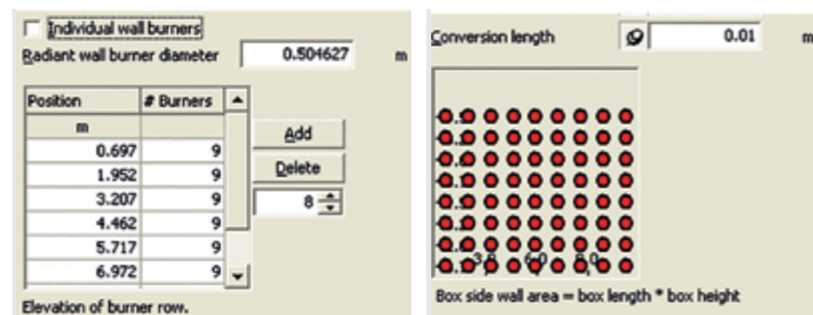 Individual wall burners
Radiant wall burner diameter 0.504627 m
Position # Burners
m
0.697 9
1.952 9
3.207 9
4.462 9
5.717 9
6.972 9
Add
Delete
8
Elevation of burner row.
Conversion length 0.01 m
Box side wall area = box length * box height